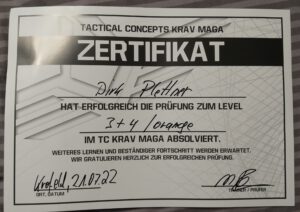 TACTICAL CONCEPTS KRAV MAGA
ZERTIFIKAT
Dirk
HAT ERFOLGREICH DIE PRÜFUNG ZUM LEVEL
3+4 / orange
IM TC KRAV MAGA ABSOLVIERT.
WEITERES LERNEN UND BESTÄNDIGER FORTSCHRITT WERDEN ERWARTET.
WIR GRATULIEREN HERZLICH ZUR ERFOLGREICHEN PRÜFUNG.
Krefeld, 21.07.22
ORT, DATUM
TRAINER / PRÜFER